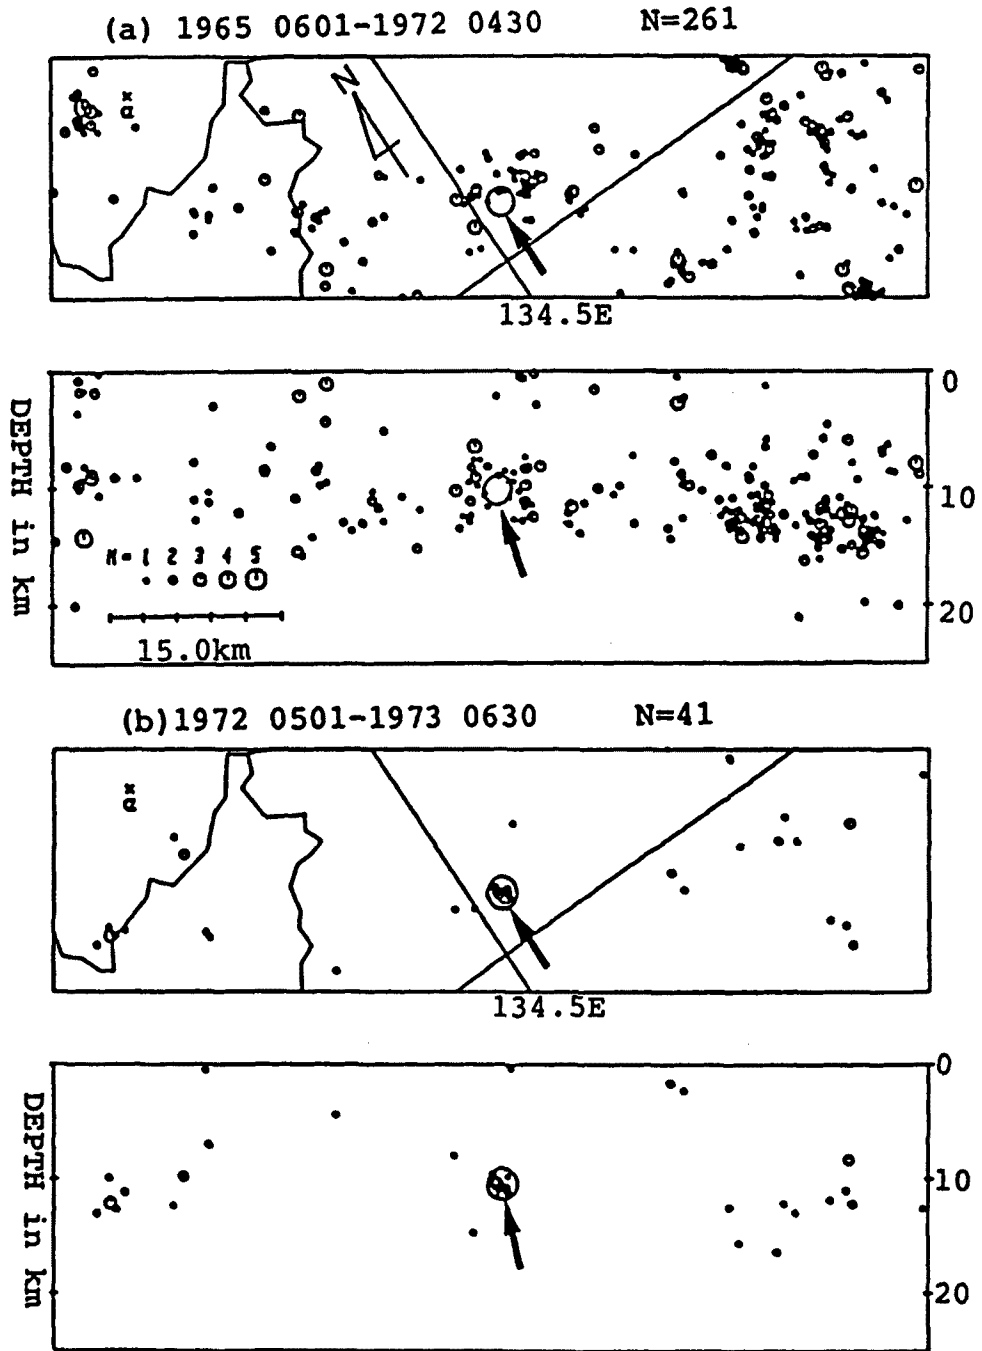 (a) 1965 0601-1972 0430 N=261
N
a
134.5E
DEPTH in km
0
10
20
M= 1 2 3 4 5
15.0km
(b)1972 0501-1973 0630 N=41
a
134.5E
DEPTH in km
0
10
20